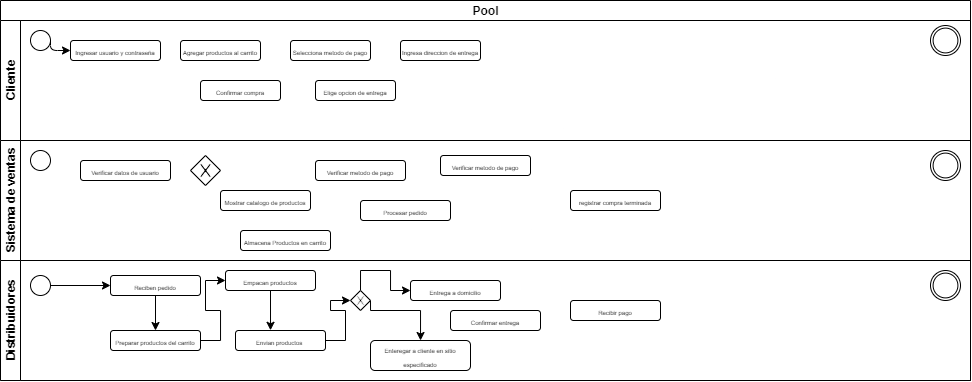 Pool
Cliente
Ingresar usuario y contraseña
Agregar productos al carrito
Selecciona metodo de pago
Ingresa direccion de entrega
Confirmar compra
Elige opcion de entrega
Sistema de ventas
Verificar datos de usuario
X
Verificar metodo de pago
Verificar metodo de pago
Mostrar catalogo de productos
Procesar pedido
registrar compra terminada
Almacena Productos en carrito
Distribuidores
Reciben pedido
Empacan productos
X
Entrega a domicilio
Confirmar entrega
Recibir pago
Preparar productos del carrito
Envian productos
Enteregar a cliente en sitio
especificado